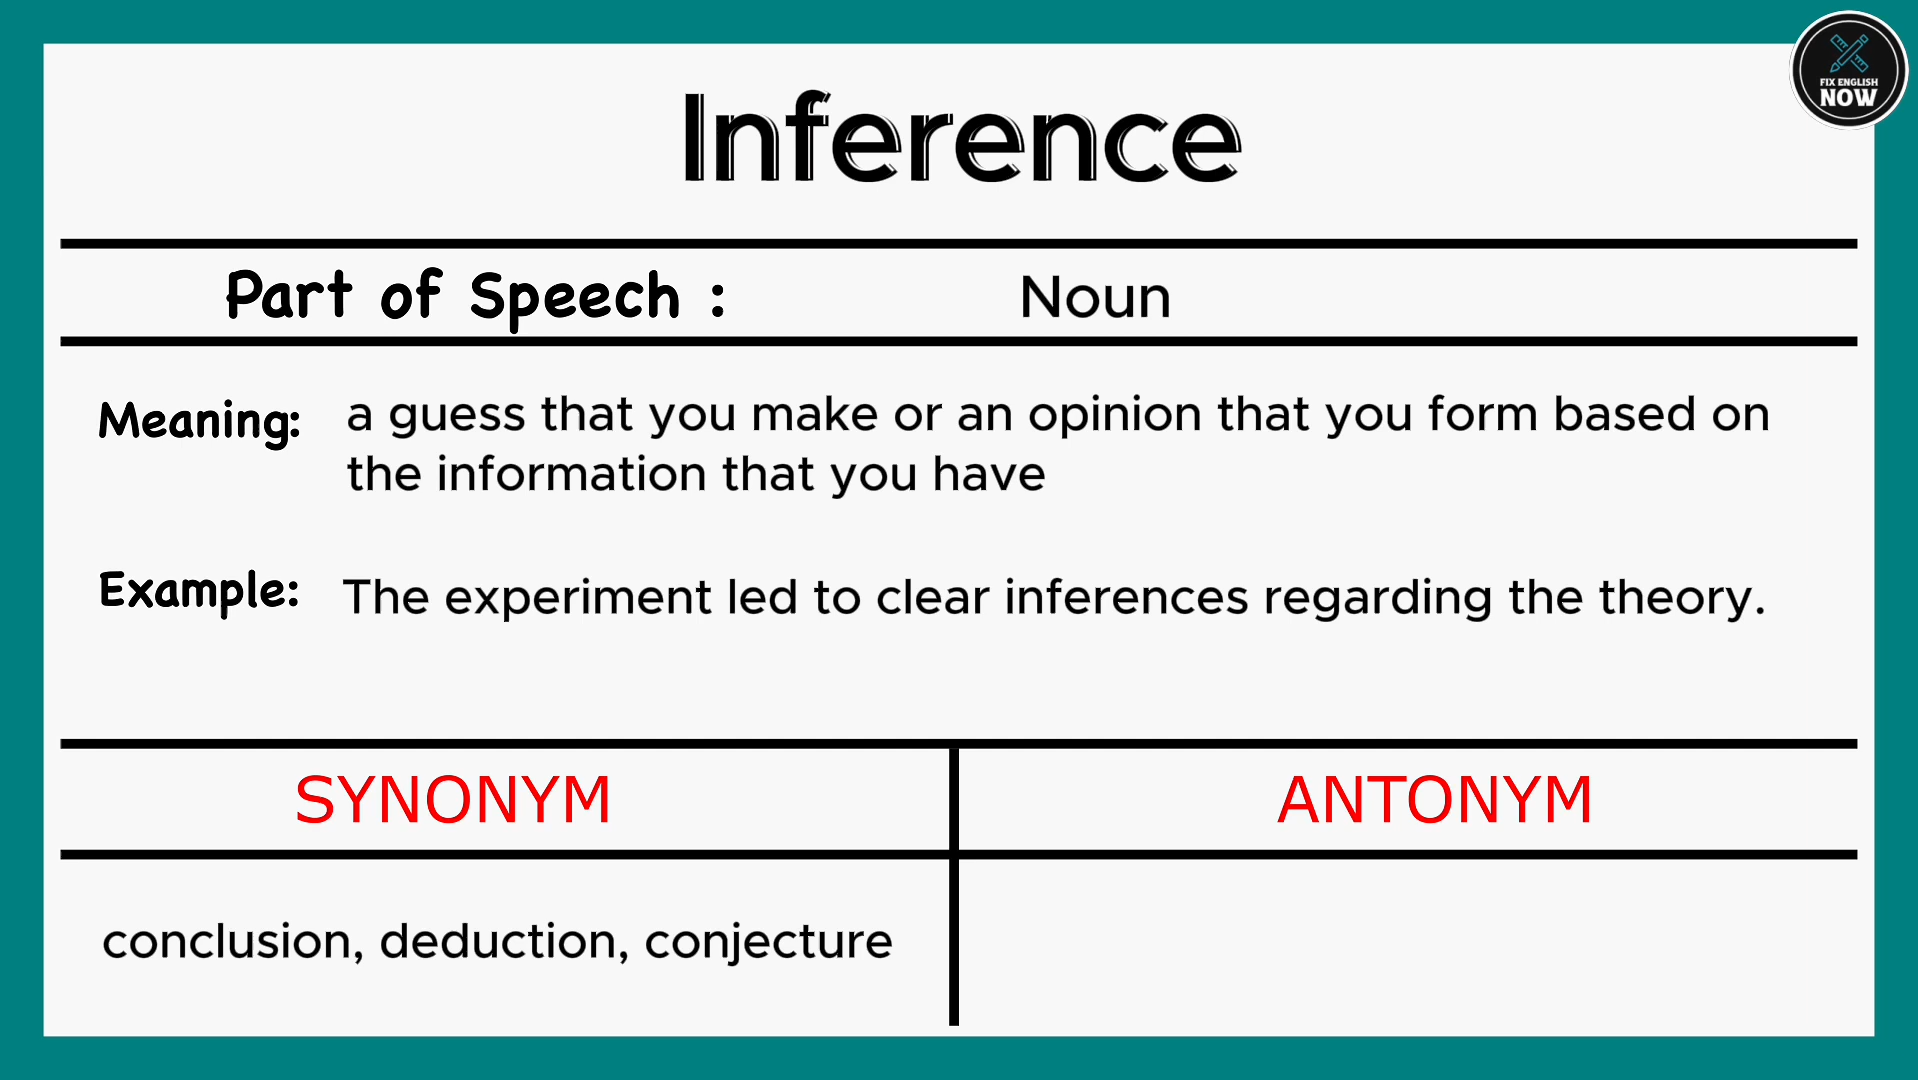 FIX ENGLISH
NOW
Inference
Part of Speech : Noun
Meaning: a guess that you make or an opinion that you form based on
the information that you have
Example: The experiment led to clear inferences regarding the theory.
SYNONYM ANTONYM
conclusion, deduction, conjecture